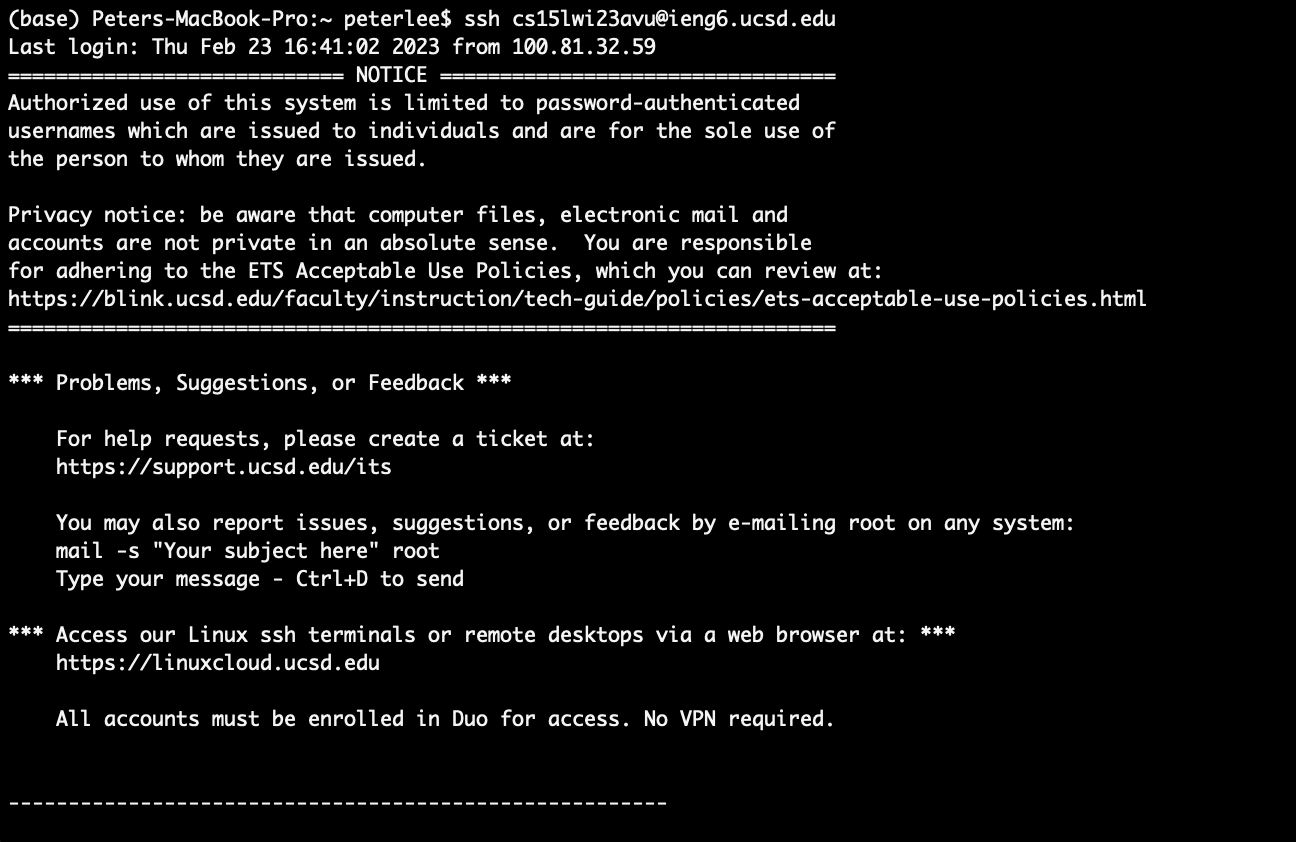 (base) Peters-MacBook-Pro:~ peterlee$ ssh cs15lwi23avu@ieng6.ucsd.edu
Last login: Thu Feb 23 16:41:02 2023 from 100.81.32.59
============================ NOTICE =================================
Authorized use of this system is limited to password-authenticated
usernames which are issued to individuals and are for the sole use of
the person to whom they are issued.

Privacy notice: be aware that computer files, electronic mail and
accounts are not private in an absolute sense.  You are responsible
for adhering to the ETS Acceptable Use Policies, which you can review at:
https://blink.ucsd.edu/faculty/instruction/tech-guide/policies/ets-acceptable-use-policies.html
=====================================================================

*** Problems, Suggestions, or Feedback ***

    For help requests, please create a ticket at:
    https://support.ucsd.edu/its

    You may also report issues, suggestions, or feedback by e-mailing root on any system:
    mail -s "Your subject here" root
    Type your message - Ctrl+D to send

*** Access our Linux ssh terminals or remote desktops via a web browser at: ***
    https://linuxcloud.ucsd.edu

    All accounts must be enrolled in Duo for access. No VPN required.


-------------------------------------------------------